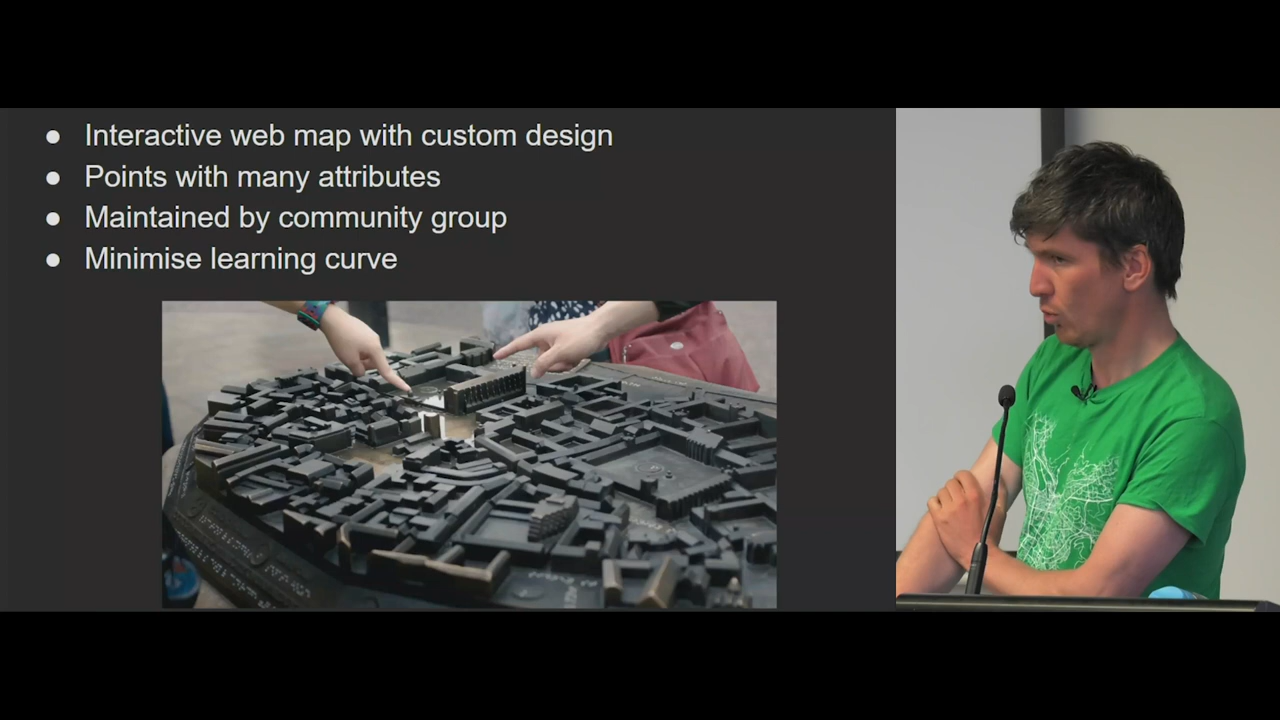 ● Interactive web map with custom design
● Points with many attributes
● Maintained by community group
● Minimise learning curve